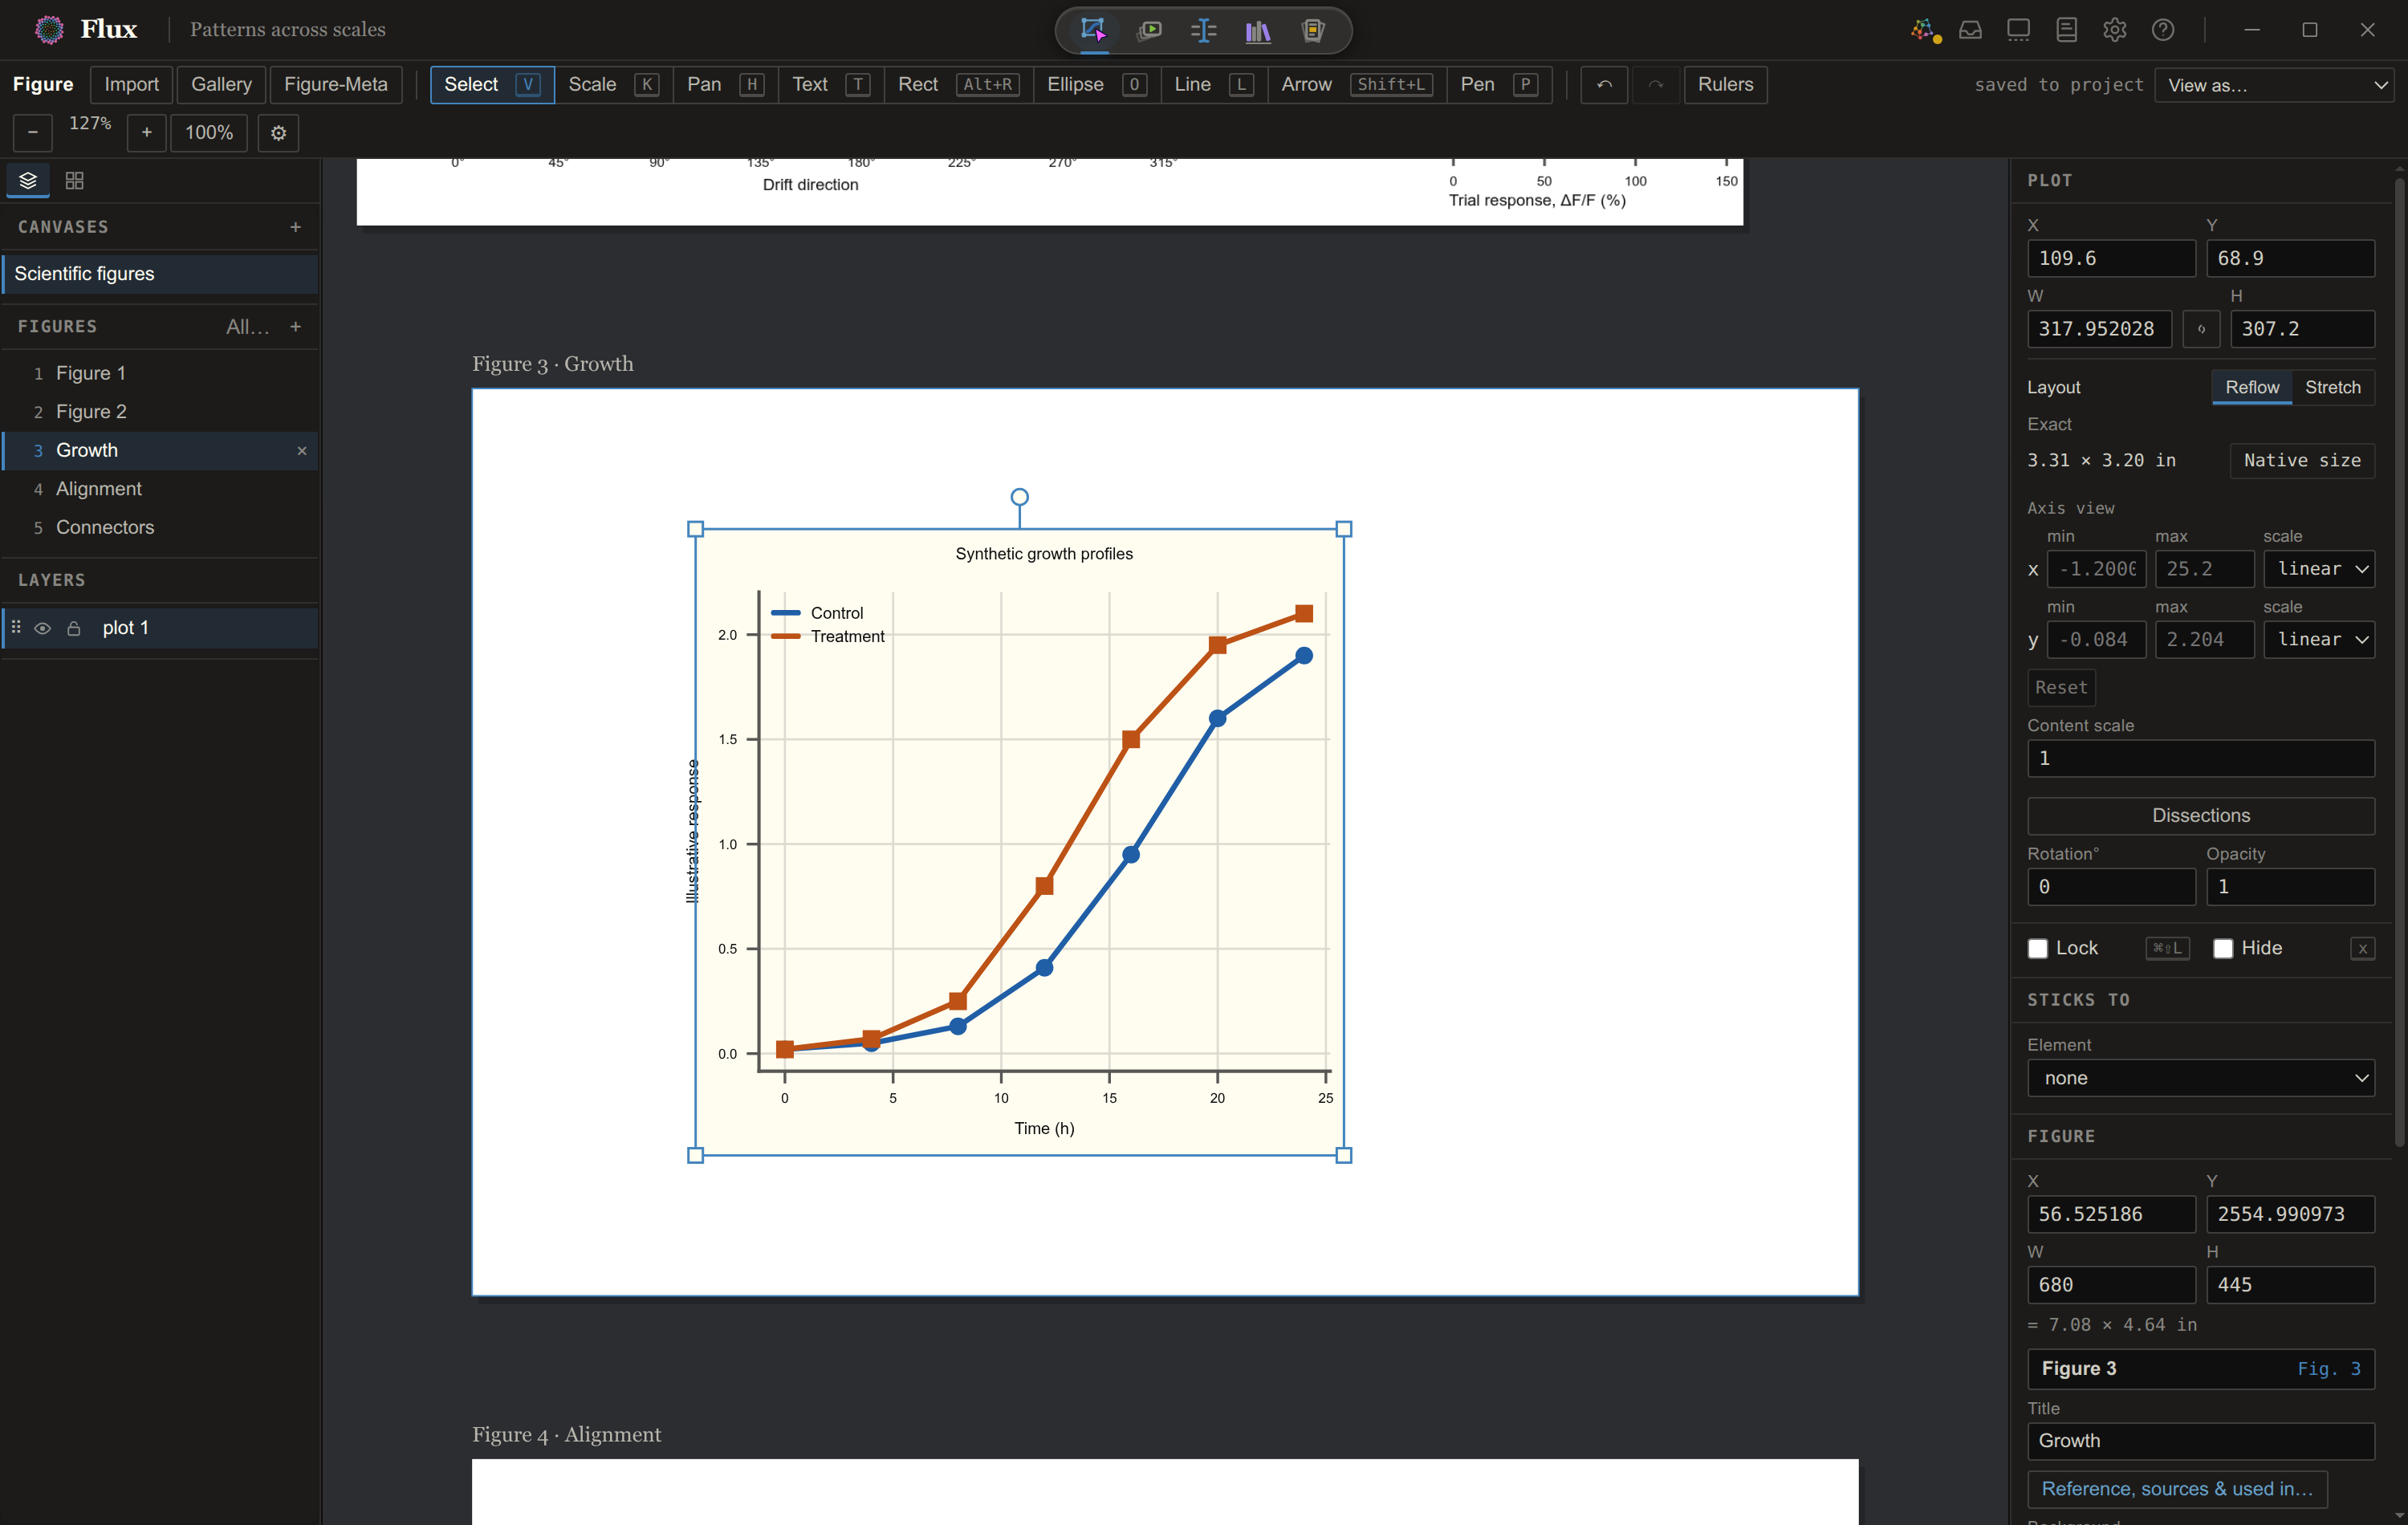 Flux
Patterns across scales
Figure
Import
Gallery
Figure-Meta
Select V
Scale K
Pan H
Text T
Rect Alt+R
Ellipse O
Line L
Arrow Shift+L
Pen P
Rulers
saved to project
View as...
−
127%
+
100%
CANVASES +
Scientific figures
FIGURES All... +
1 Figure 1
2 Figure 2
3 Growth ×
4 Alignment
5 Connectors
LAYERS
plot 1
0° 45° 90° 135° 180° 225° 270° 315°
Drift direction
0 50 100 150
Trial response, ΔF/F (%)
Figure 3 · Growth
Synthetic growth profiles
Control
Treatment
2.0
1.5
1.0
0.5
0.0
Illustrative response
0 5 10 15 20 25
Time (h)
Figure 4 · Alignment
PLOT
X Y
109.6 68.9
W H
317.952028 307.2
Layout Reflow Stretch
Exact
3.31 × 3.20 in Native size
Axis view
min max scale
x -1.2000 25.2 linear
min max scale
y -0.084 2.204 linear
Reset
Content scale
1
Dissections
Rotation° Opacity
0 1
Lock ⌘⇧L Hide x
STICKS TO
Element
none
FIGURE
X Y
56.525186 2554.990973
W H
680 445
= 7.08 × 4.64 in
Figure 3 Fig. 3
Title
Growth
Reference, sources & used in...